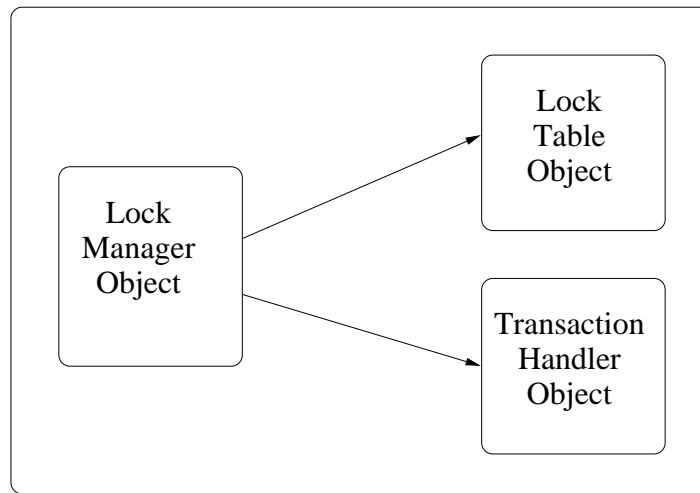 Lock
Manager
Object
Lock
Table
Object
Transaction
Handler
Object